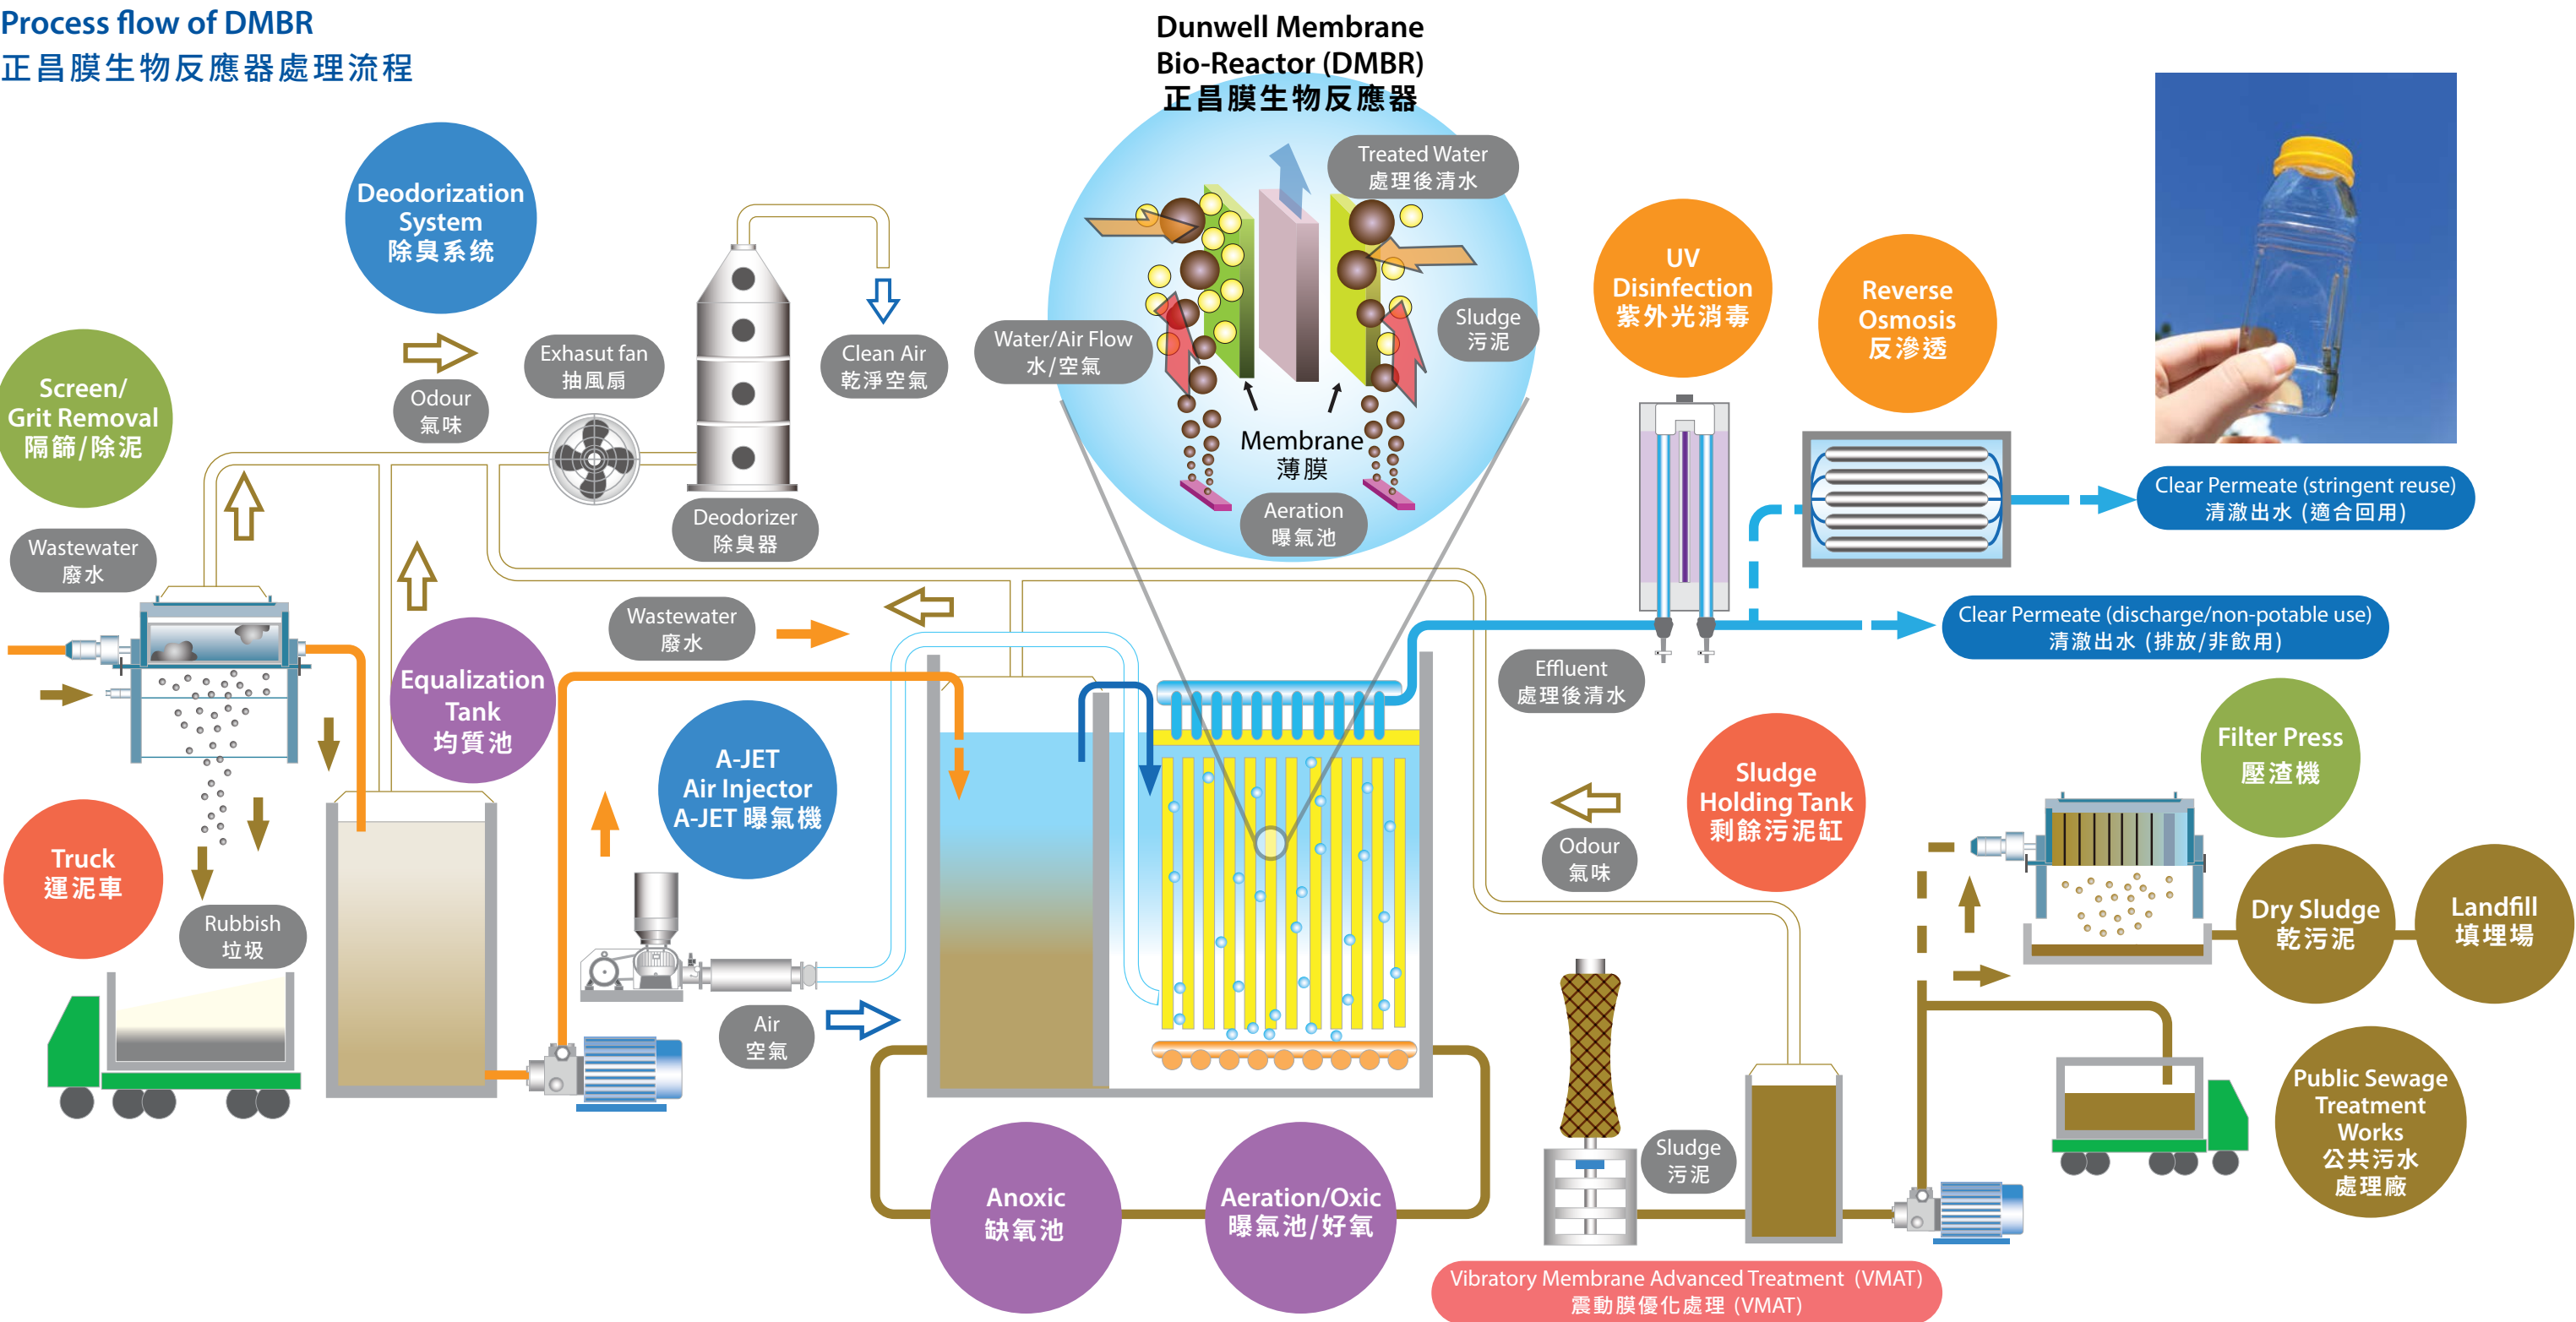 Process flow of DMBR
正昌膜生物反應器處理流程
Dunwell Membrane
Bio-Reactor (DMBR)
正昌膜生物反應器
Treated Water
處理後清水
Water/Air Flow
水/空氣
Sludge
污泥
Membrane
薄膜
Aeration
曝氣池
Deodorization
System
除臭系统
Odour
氣味
Exhasut fan
抽風扇
Clean Air
乾淨空氣
Deodorizer
除臭器
Screen/
Grit Removal
隔篩/除泥
Wastewater
廢水
UV
Disinfection
紫外光消毒
Reverse
Osmosis
反滲透
Clear Permeate (stringent reuse)
清澈出水 (適合回用)
Clear Permeate (discharge/non-potable use)
清澈出水 (排放/非飲用)
Effluent
處理後清水
Wastewater
廢水
Equalization
Tank
均質池
A-JET
Air Injector
A-JET 曝氣機
Truck
運泥車
Rubbish
垃圾
Air
空氣
Anoxic
缺氧池
Aeration/Oxic
曝氣池/好氧
Odour
氣味
Sludge
Holding Tank
剩餘污泥缸
Filter Press
壓渣機
Dry Sludge
乾污泥
Landfill
填埋場
Public Sewage
Treatment
Works
公共污水
處理廠
Sludge
污泥
Vibratory Membrane Advanced Treatment (VMAT)
震動膜優化處理 (VMAT)